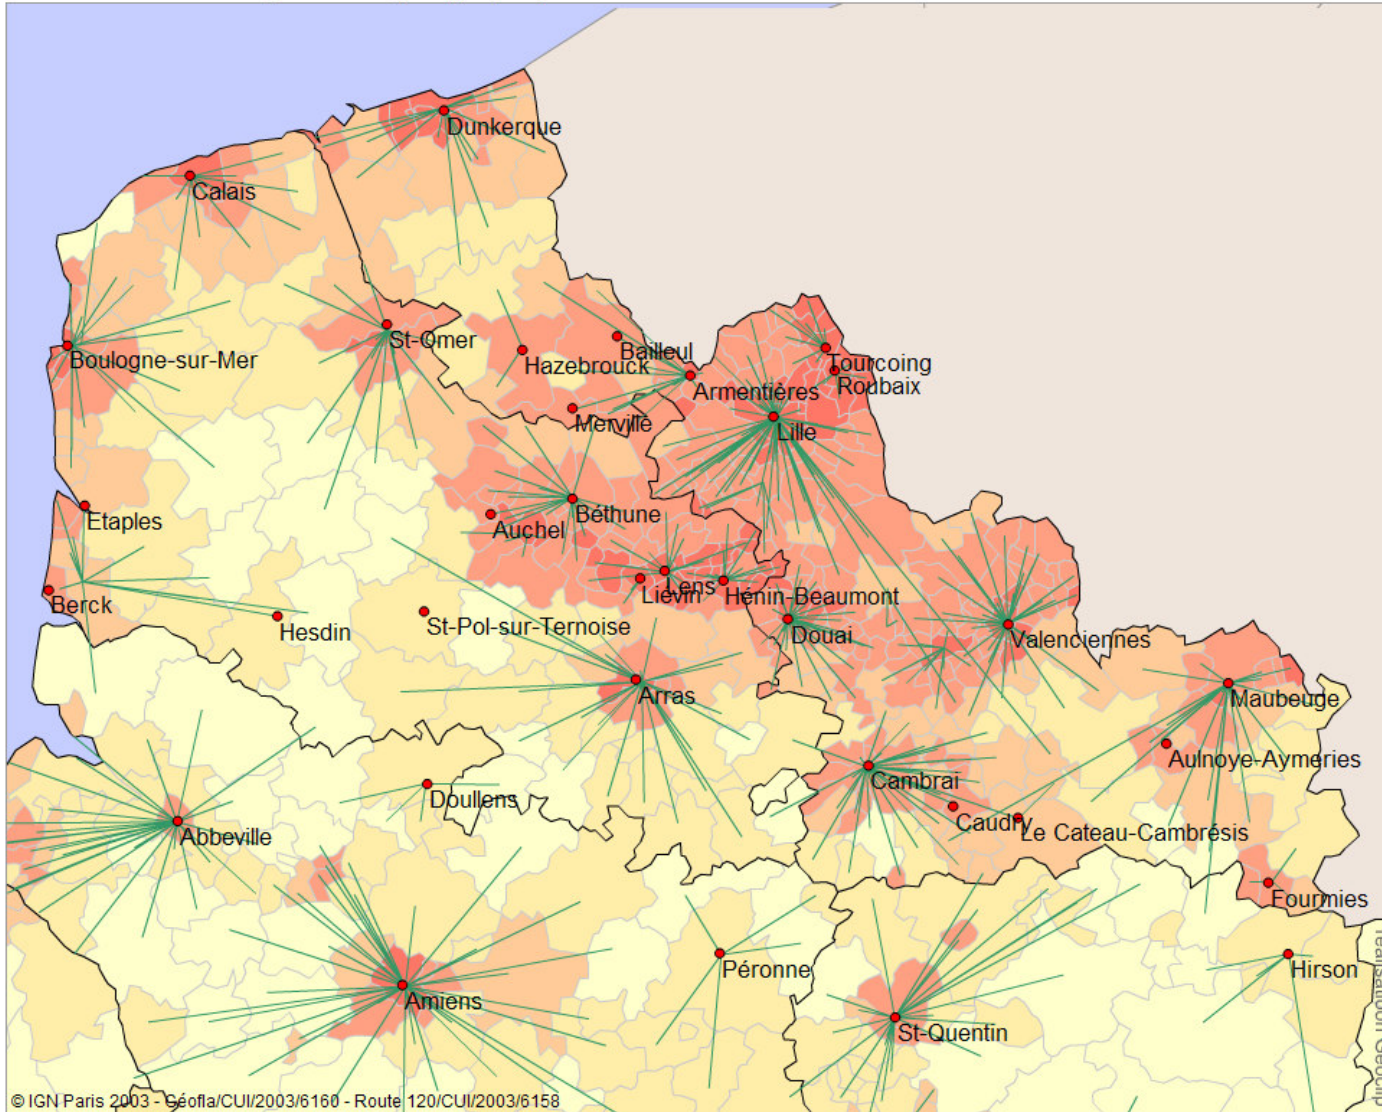 Dunkerque
Calais
St-Omer
Boulogne-sur-Mer
Hazebrouck
Bailleul
Tourcoing
Roubaix
Armentières
Merville
Lille
Etaples
Auchel
Béthune
Berck
Liévin
Lens
Hénin-Beaumont
Hesdin
St-Pol-sur-Ternoise
Douai
Valenciennes
Arras
Maubeuge
Aulnoye-Aymeries
Cambrai
Doullens
Caudry
Le Cateau-Cambrésis
Abbeville
Fourmies
Péronne
Hirson
Amiens
St-Quentin
réalisation Géoclip
© IGN Paris 2003 - Géofla/CUI/2003/6160 - Route 120/CUI/2003/6158